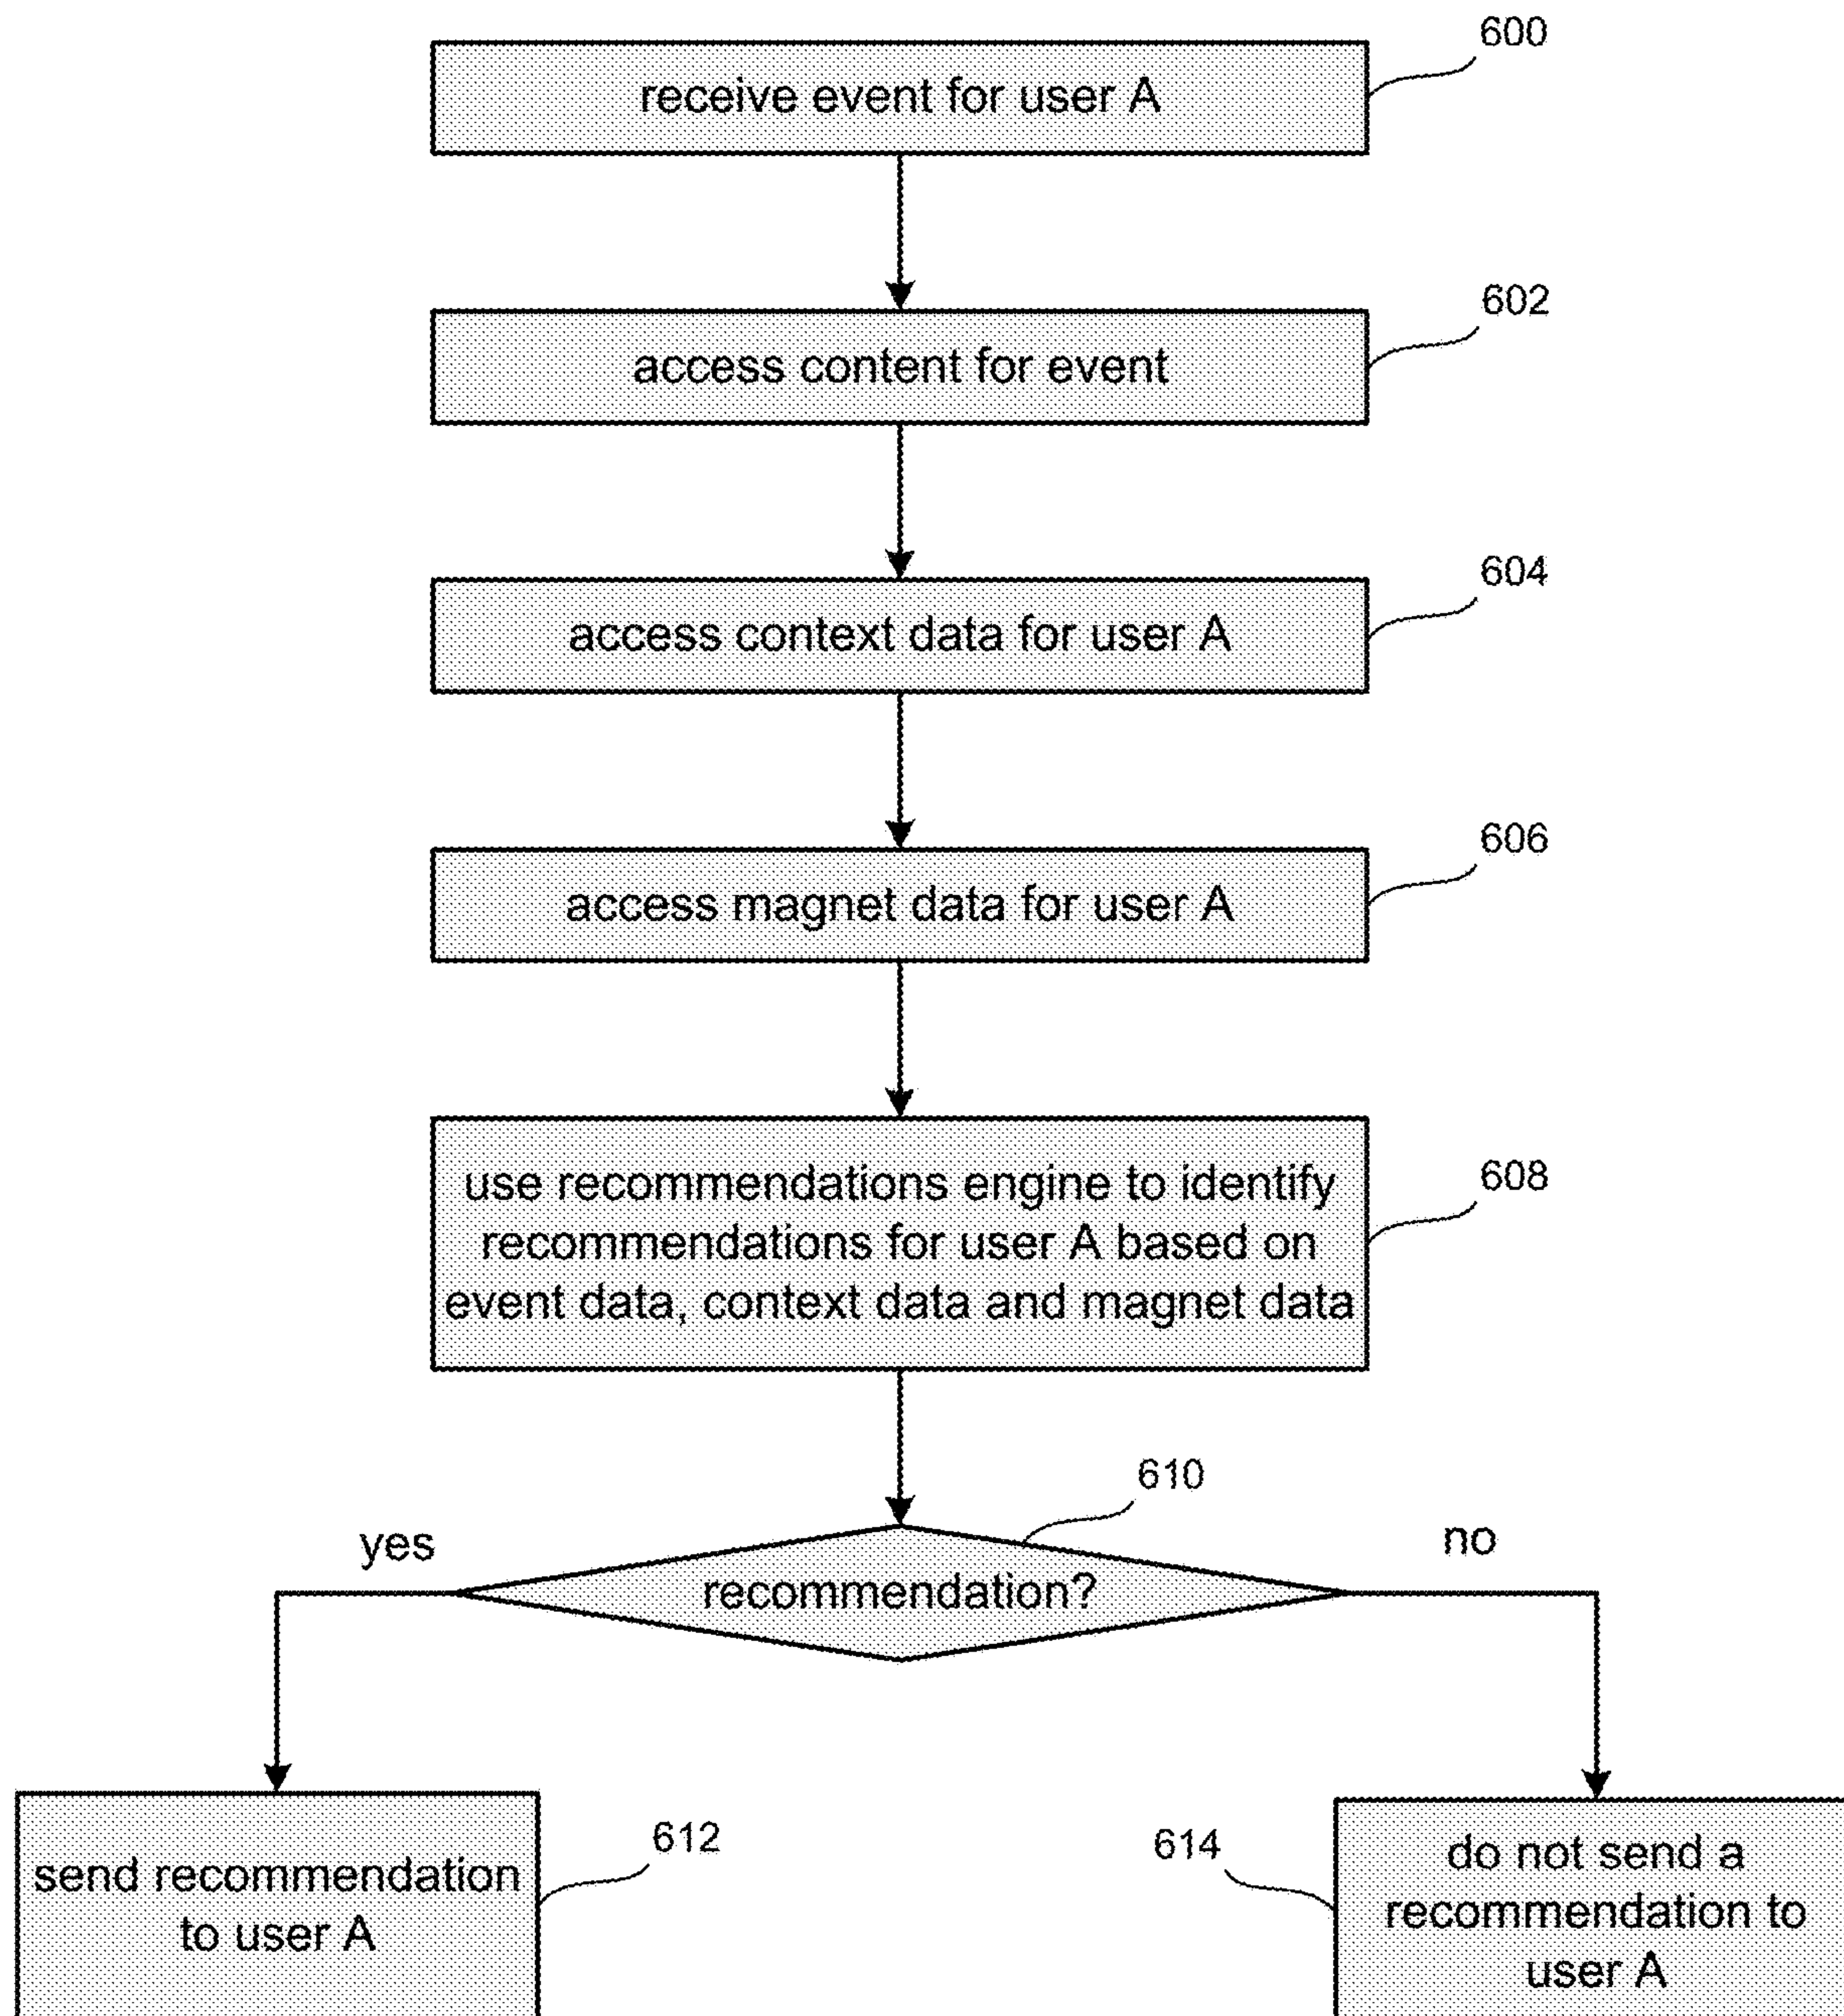 600
receive event for user A
602
access content for event
604
access context data for user A
606
access magnet data for user A
608
use recommendations engine to identify
recommendations for user A based on
event data, context data and magnet data
610
yes
no
recommendation?
612
send recommendation
to user A
614
do not send a
recommendation to
user A